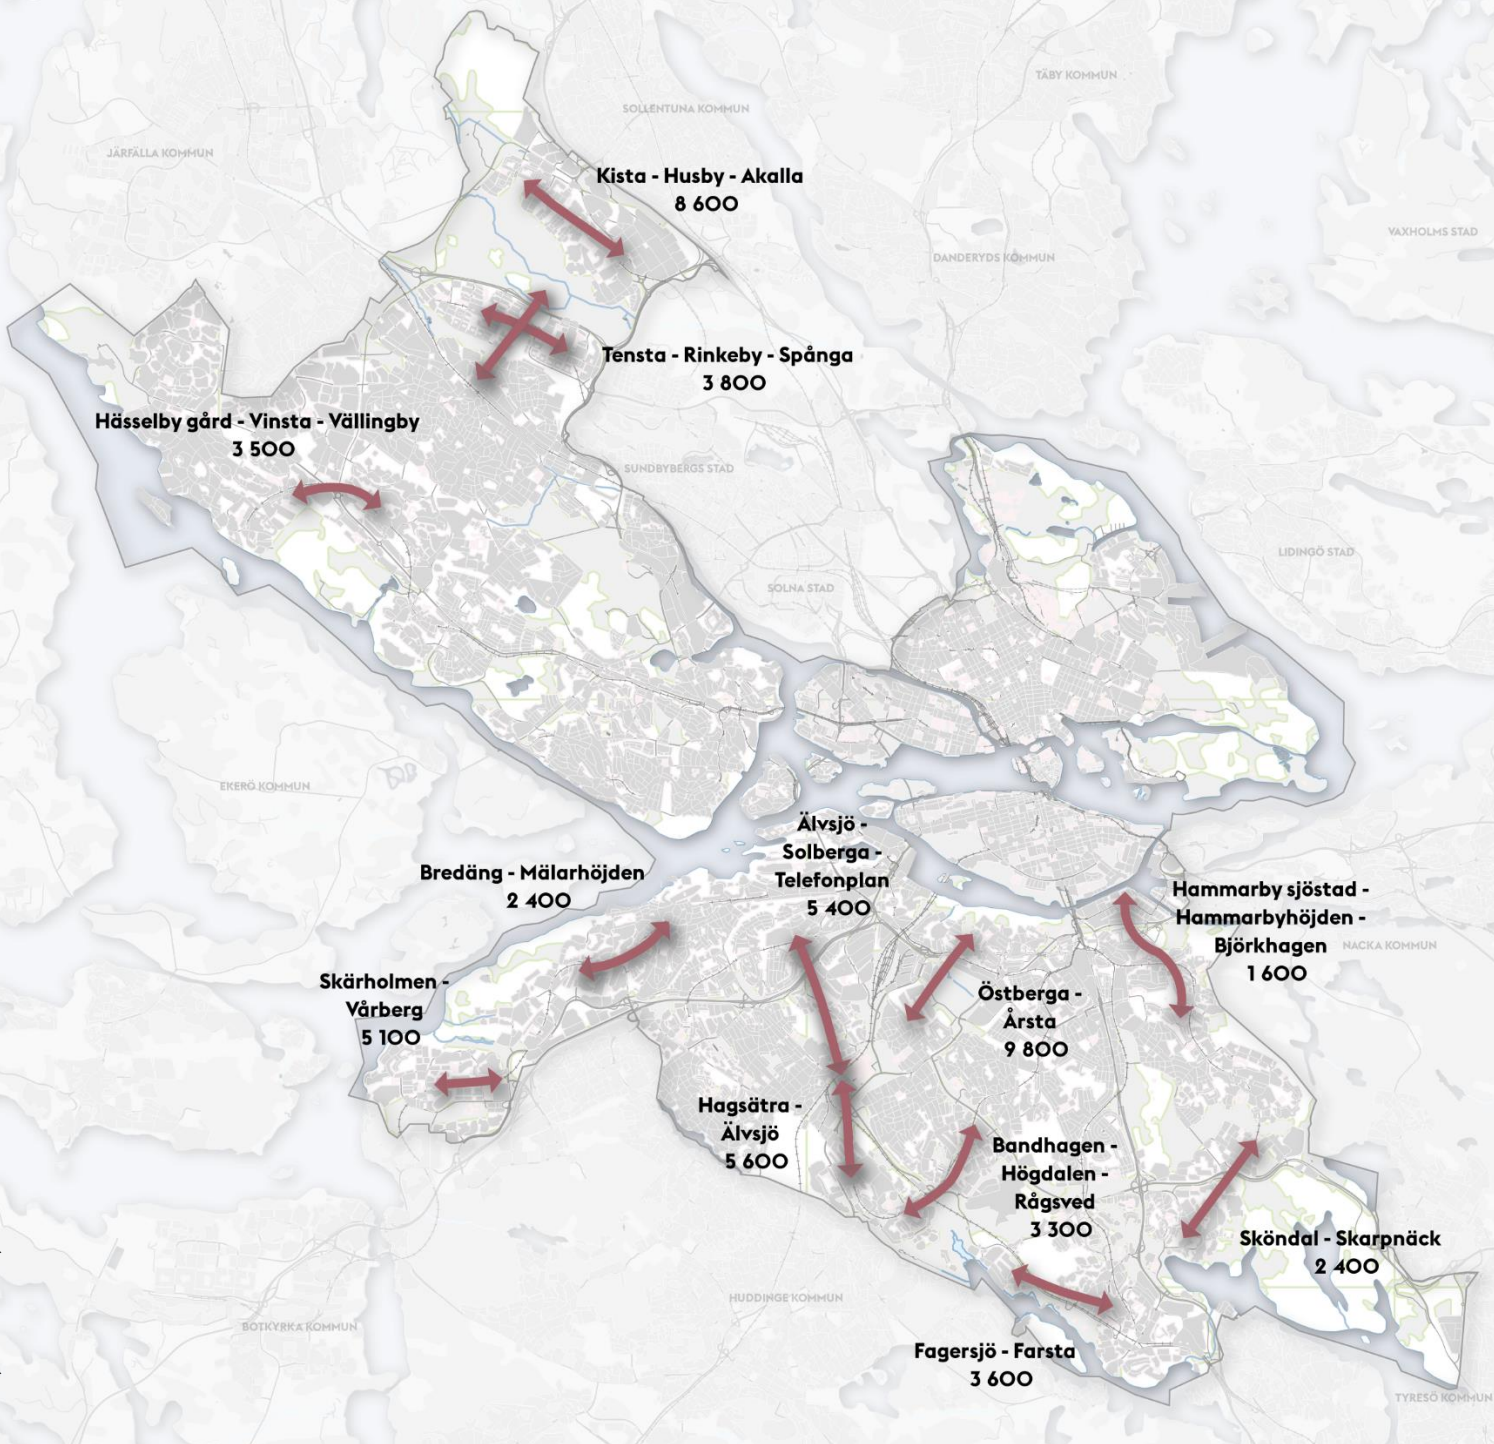 TÄBY KOMMUN
SOLLENTUNA KOMMUN
JÄRFÄLLA KOMMUN
Kista - Husby - Akalla
8 600
VAXHOLMS STAD
DANDERYDS KOMMUN
Tensta - Rinkeby - Spånga
3 800
Hässelby gård - Vinsta - Vällingby
3 500
SUNDBYBERGS STAD
LIDINGÖ STAD
SOLNA STAD
EKERÖ KOMMUN
Älvsjö -
Solberga -
Telefonplan
5 400
Bredäng - Mälarhöjden
2 400
Hammarby sjöstad -
Hammarbyhöjden -
Björkhagen
1 600
NACKA KOMMUN
Skärholmen -
Vårberg
5 100
Östberga -
Årsta
9 800
Hagsätra -
Älvsjö
5 600
Bandhagen -
Högdalen -
Rågsved
3 300
Sköndal - Skarpnäck
2 400
HUDDINGE KOMMUN
BOTKYRKA KOMMUN
Fagersjö - Farsta
3 600
TYRESÖ KOMMUN